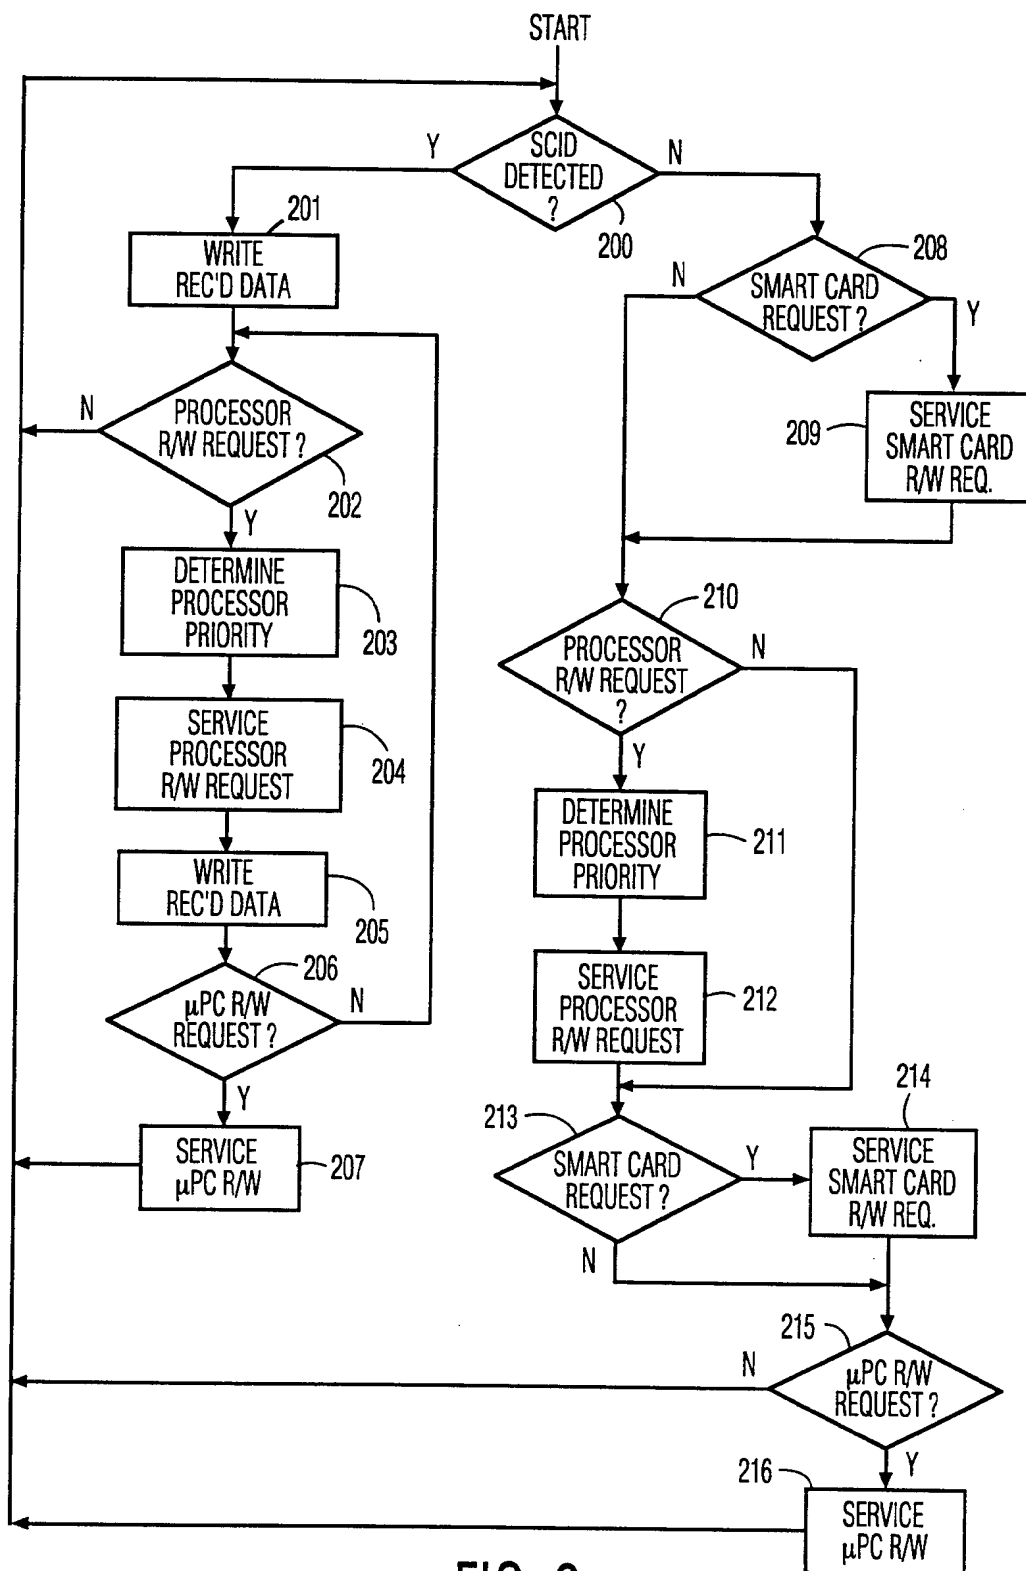 START
SCID
DETECTED
?
Y
N
200
201
WRITE
REC'D DATA
208
SMART CARD
REQUEST ?
N
Y
209
SERVICE
SMART CARD
R/W REQ.
PROCESSOR
R/W REQUEST ?
N
202
Y
DETERMINE
PROCESSOR
PRIORITY
203
SERVICE
PROCESSOR
R/W REQUEST
204
WRITE
REC'D DATA
205
206
μPC R/W
REQUEST ?
N
Y
SERVICE
μPC R/W
207
210
PROCESSOR
R/W REQUEST
?
N
Y
DETERMINE
PROCESSOR
PRIORITY
211
SERVICE
PROCESSOR
R/W REQUEST
212
213
SMART CARD
REQUEST ?
Y
N
214
SERVICE
SMART CARD
R/W REQ.
215
μPC R/W
REQUEST ?
N
Y
216
SERVICE
μPC R/W